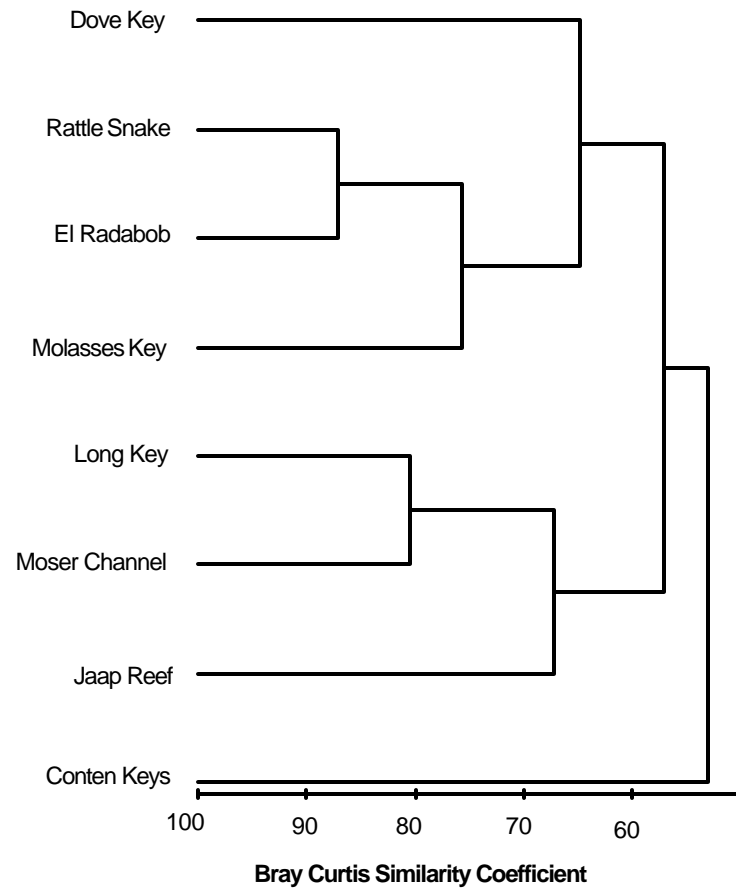 Dove Key
Rattle Snake
El Radabob
Molasses Key
Long Key
Moser Channel
Jaap Reef
Conten Keys
100 90 80 70 60
Bray Curtis Similarity Coefficient